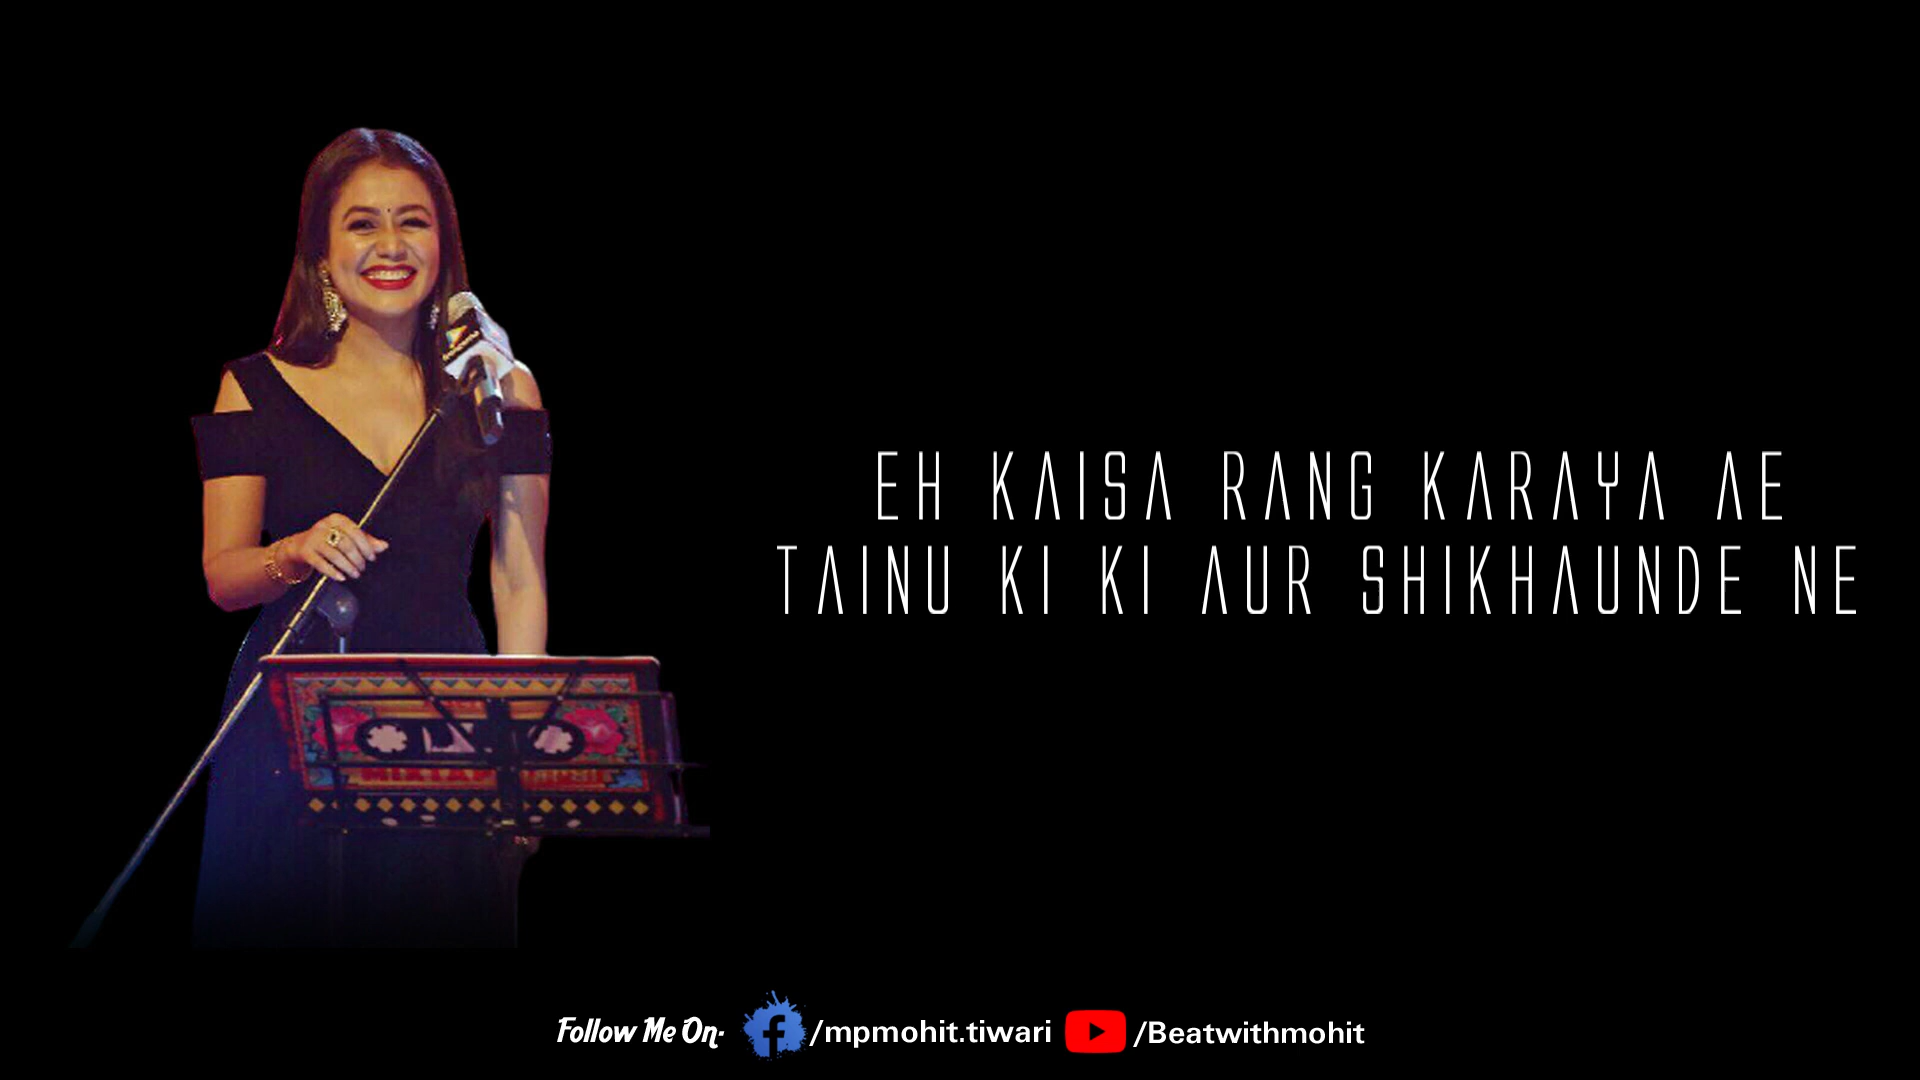 EH KAISA RANG KARAYA AE
TAINU KI KI AUR SHIKHAUNDE NE
Follow Me On-
/mpmohit.tiwari
/Beatwithmohit